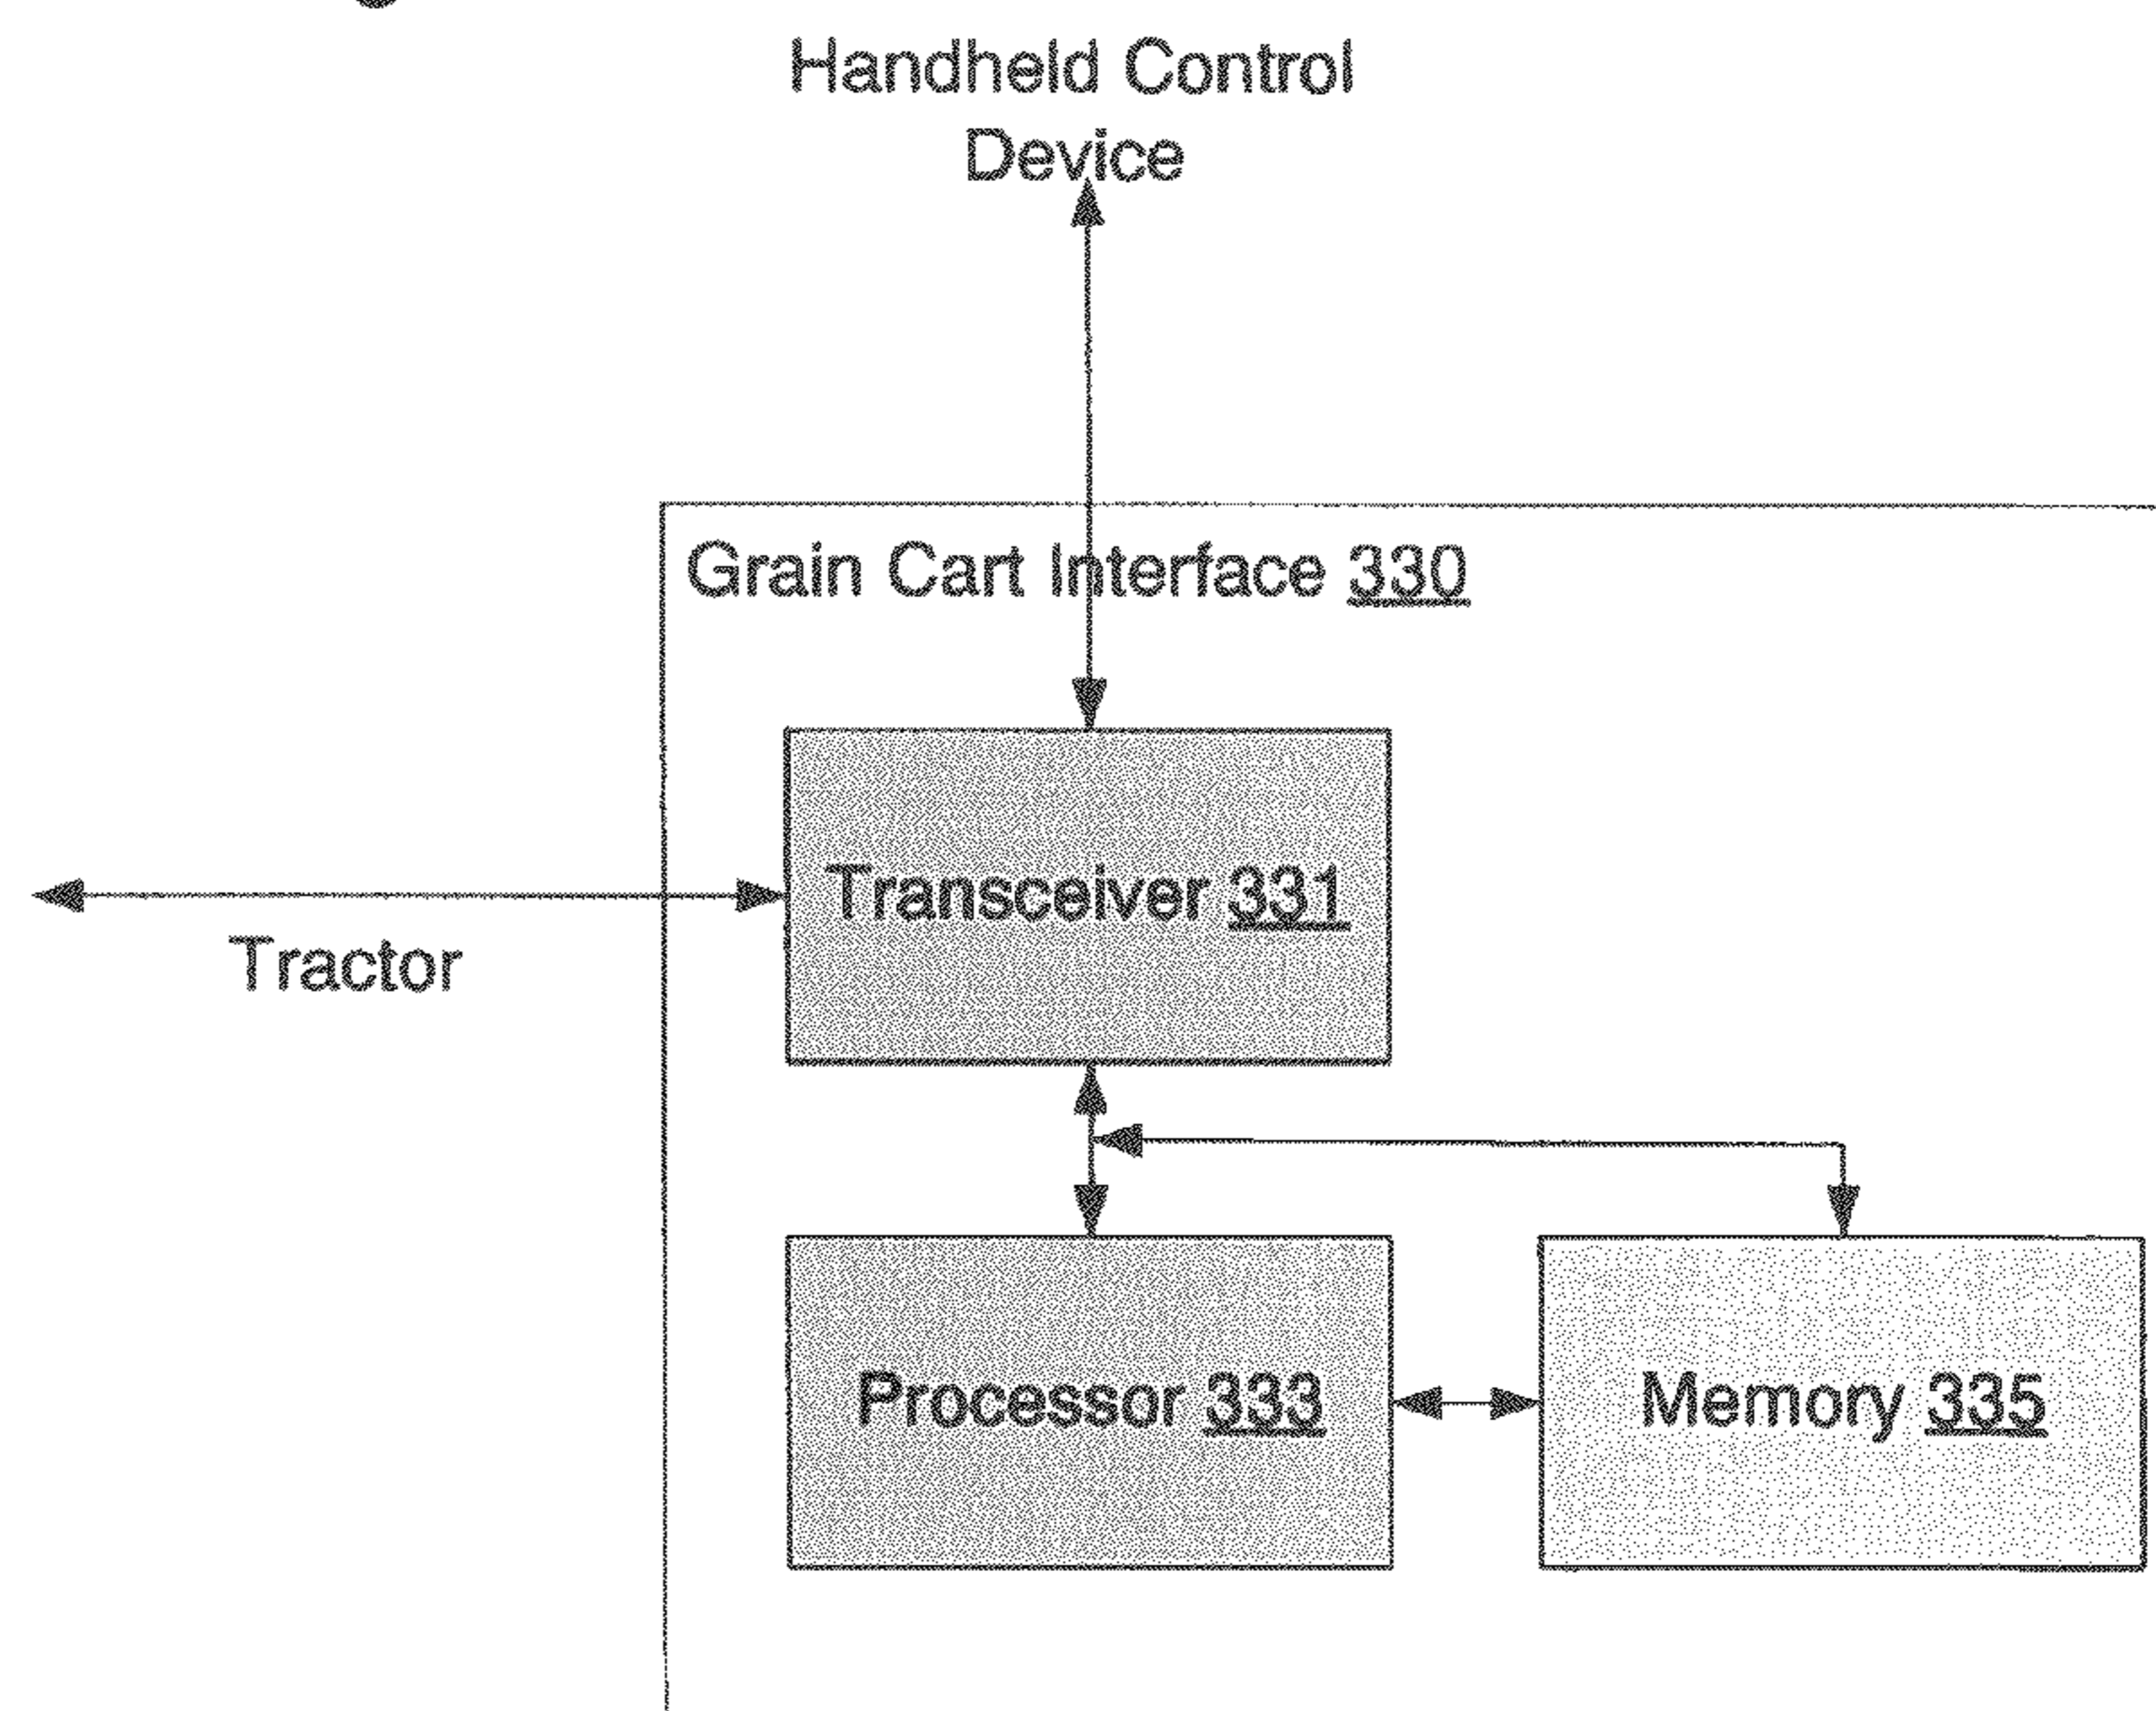 Handheld Control
Device
Grain Cart Interface 330
Transceiver 331
Tractor
Processor 333
Memory 335